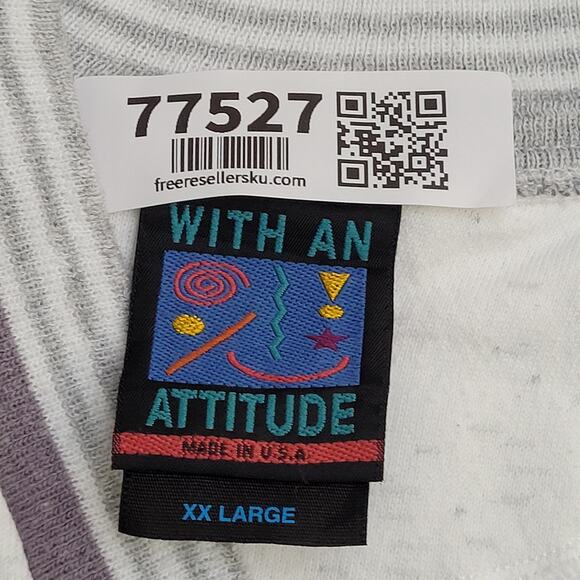 77527
freeresellersku.com
WITH AN
ATTITUDE
MADE IN U.S.A
XX LARGE